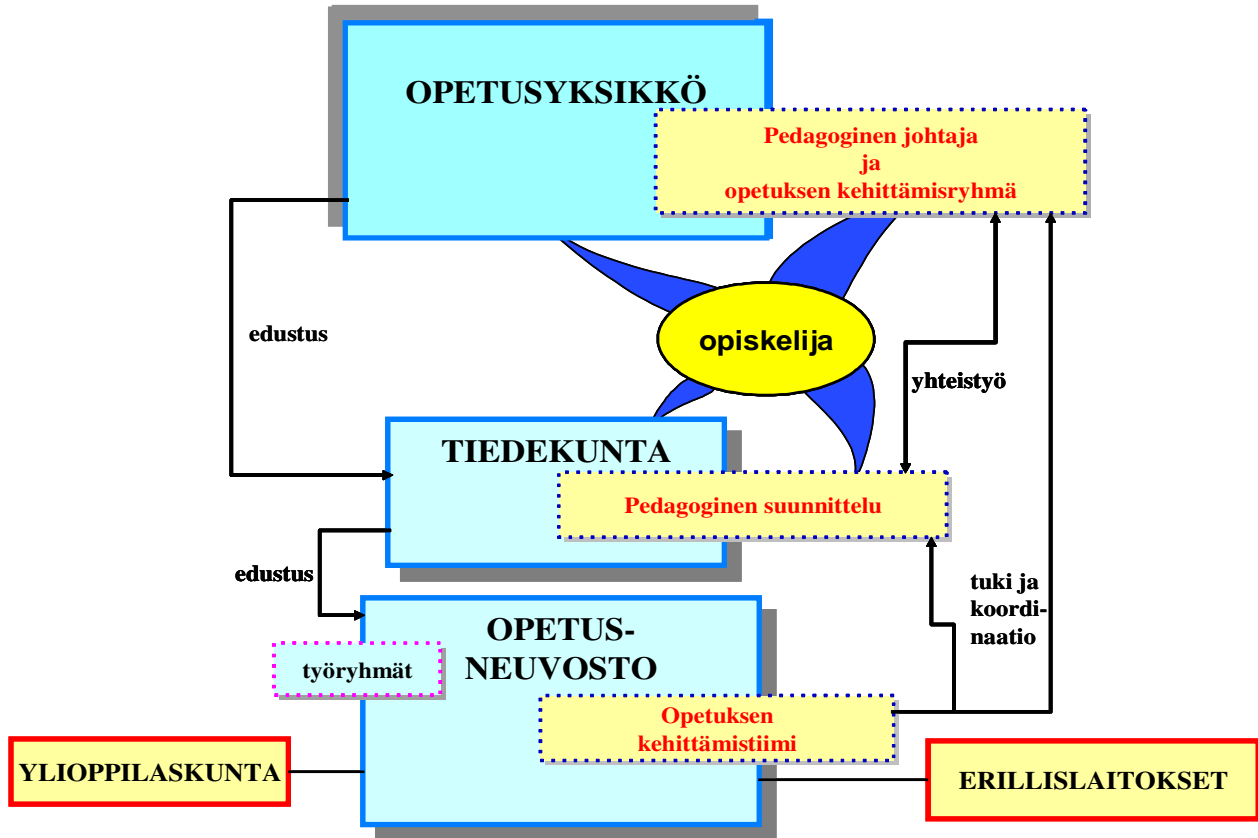 OPETUSYKSIKKÖ
Pedagoginen johtaja
ja
opetuksen kehittämisryhmä
edustus
opiskelija
yhteistyö
TIEDEKUNTA
Pedagoginen suunnittelu
edustus
tuki ja
koordi-
naatio
OPETUS-
NEUVOSTO
työryhmät
Opetuksen
kehittämistiimi
YLIOPPILASKUNTA
ERILLISLAITOKSET